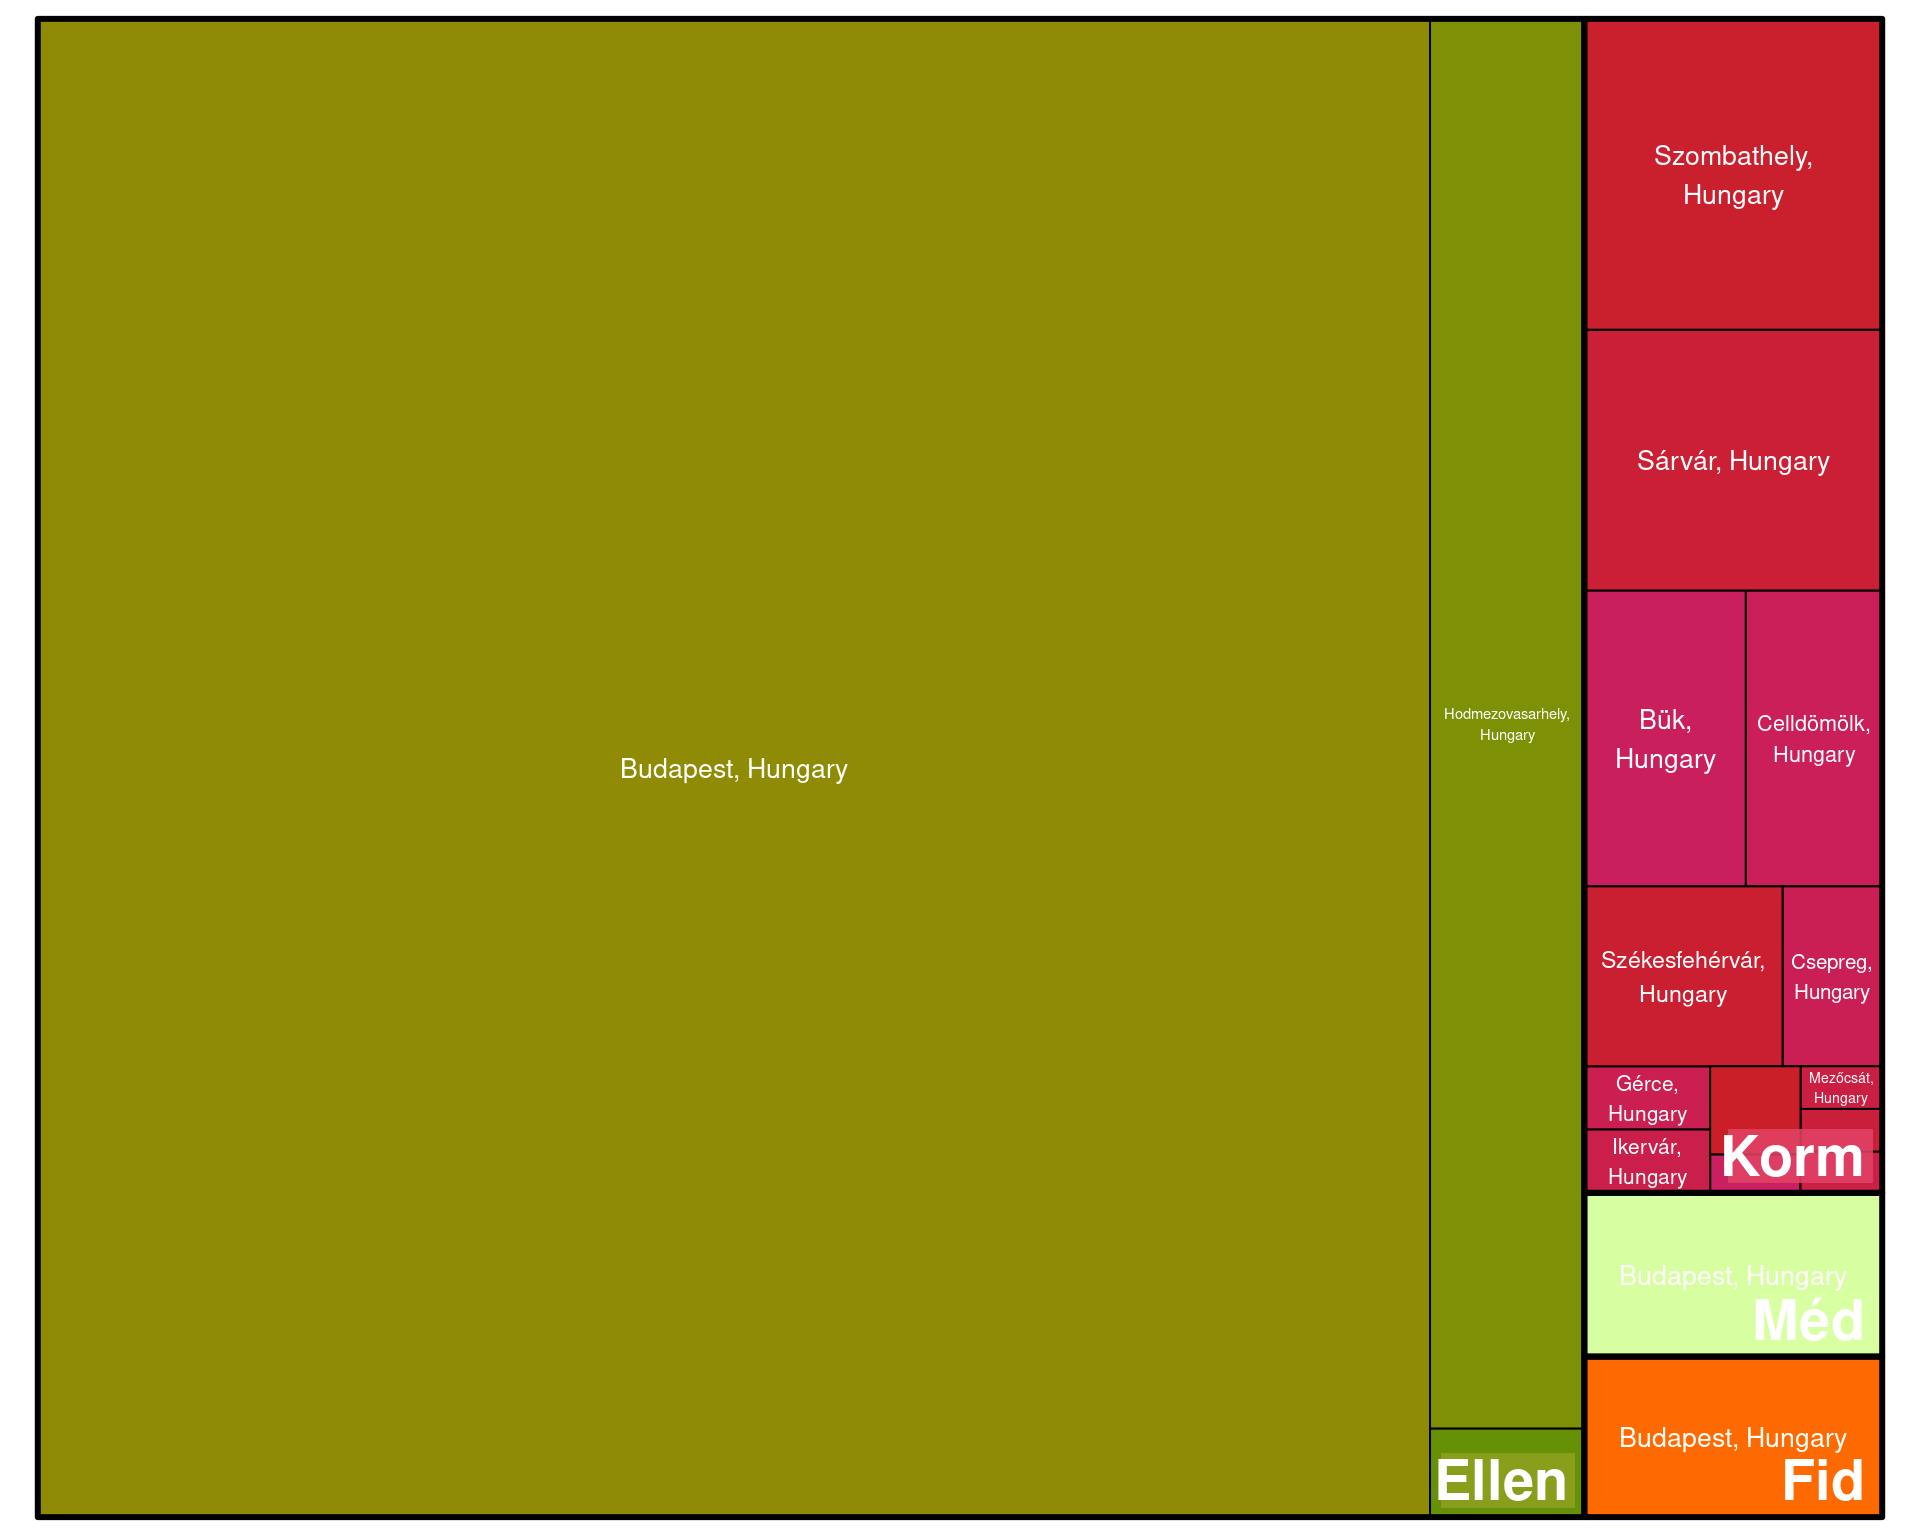 Budapest, Hungary
Hodmezovasarhely,
Hungary
Ellen
Szombathely,
Hungary
Sárvár, Hungary
Bük,
Hungary
Celldömölk,
Hungary
Székesfehérvár,
Hungary
Csepreg,
Hungary
Gérce,
Hungary
Ikervár,
Hungary
Mezőcsát,
Hungary
Korm
Budapest, Hungary
Méd
Budapest, Hungary
Fid